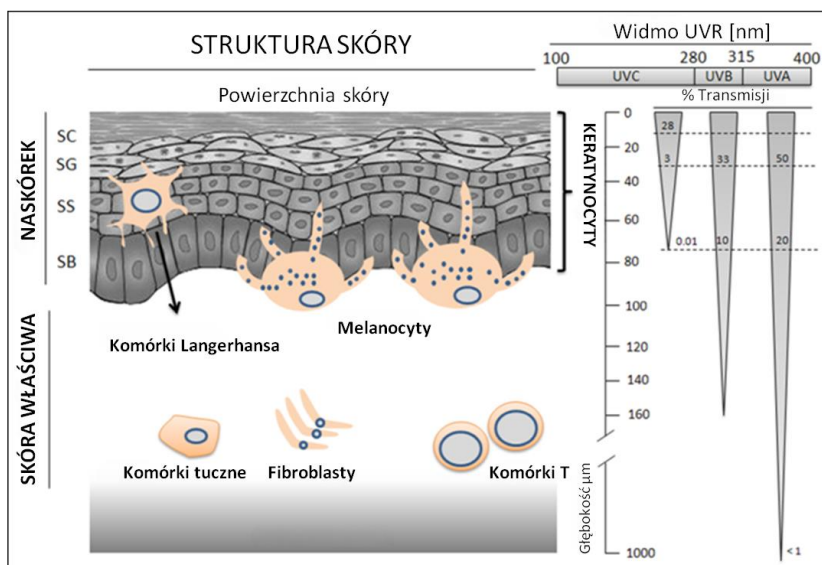 STRUKTURA SKÓRY
Widmo UVR [nm]
100 280 315 400
UVC UVB UVA
Powierzchnia skóry
% Transmisji
NASKÓREK
SC
SG
SS
SB
KERATYNOCYTY
0
20
40
60
80
100
120
140
160
1000
28
3 33 50
0.01 10 20
< 1
Komórki Langerhansa
Melanocyty
SKÓRA WŁAŚCIWA
Komórki tuczne
Fibroblasty
Komórki T
Głębokość µm